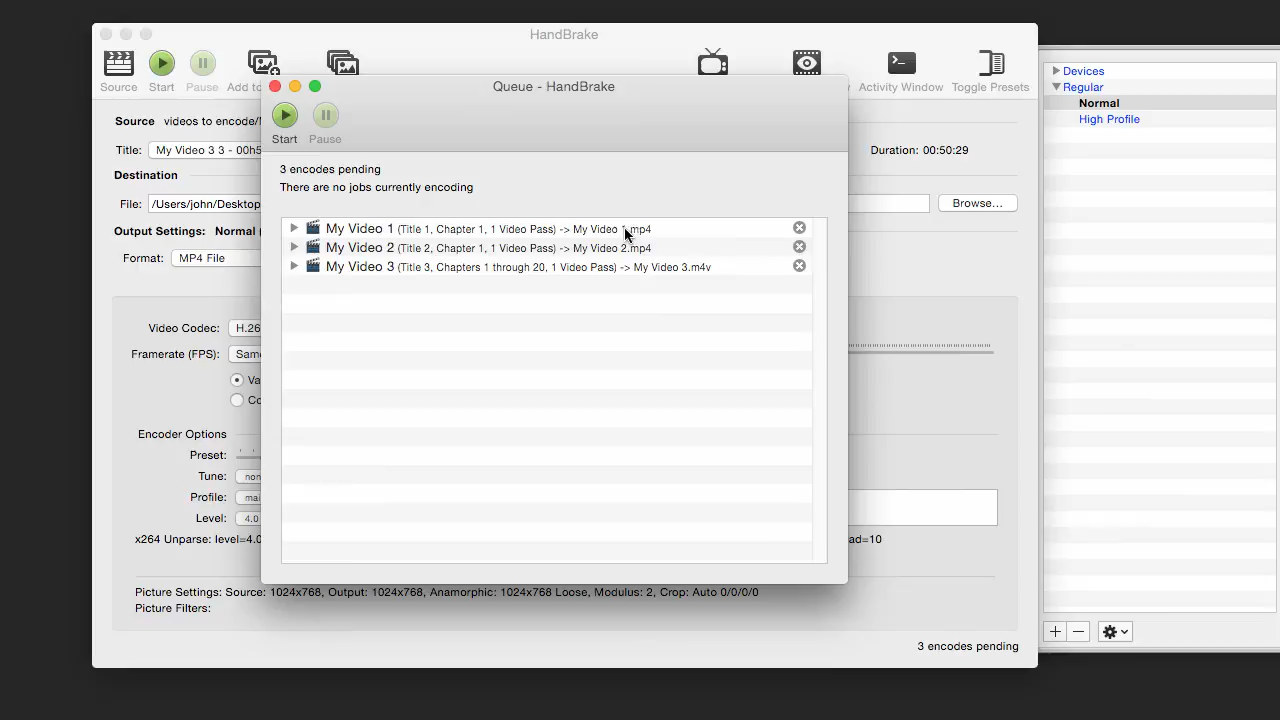 HandBrake
Source
Start
Pause
Activity Window
Toggle Presets
Queue - HandBrake
Start
Pause
Source videos to encode/
Title: My Video 3 3 - 00h5
Duration: 00:50:29
Destination
File: /Users/john/Desktop
Browse...
Output Settings: Normal
Format: MP4 File
3 encodes pending
There are no jobs currently encoding
My Video 1 (Title 1, Chapter 1, 1 Video Pass) -> My Video .mp4
My Video 2 (Title 2, Chapter 1, 1 Video Pass) -> My Video 2.mp4
My Video 3 (Title 3, Chapters 1 through 20, 1 Video Pass) -> My Video 3.m4v
Video Codec: H.26
Framerate (FPS): Sam
Va
Co
Encoder Options
Preset:
Tune: non
Profile: mai
Level: 4.0
x264 Unparse: level=4.0
ad=10
Picture Settings: Source: 1024x768, Output: 1024x768, Anamorphic: 1024x768 Loose, Modulus: 2, Crop: Auto 0/0/0/0
Picture Filters:
3 encodes pending
Devices
Regular
Normal
High Profile